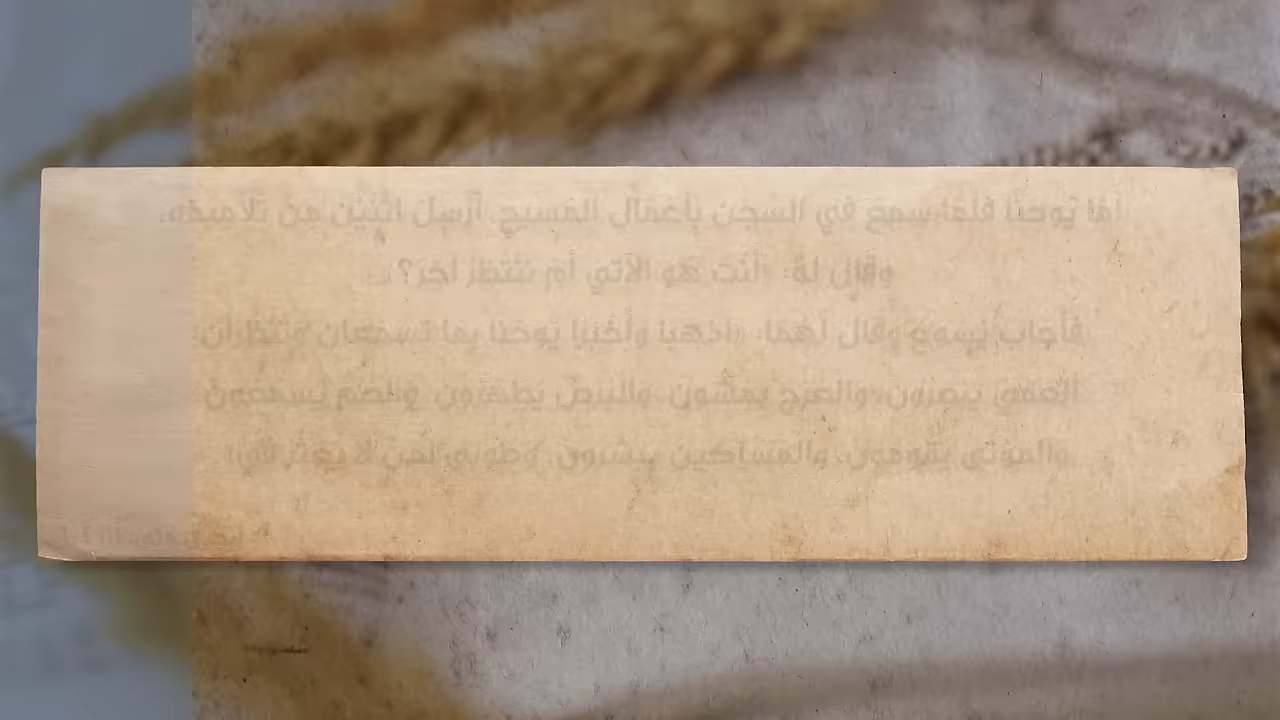 أما يوحنا فلما سمع في السجن بأعمال المسيح أرسل اثنين من تلاميذه،
وقال له: «أنت هو الآتي أم ننتظر آخر؟»
فأجاب يسوع وقال لهما: «اذهبا وأخبرا يوحنا بما تسمعان وتنظران:
العمي يبصرون، والعرج يمشون، والبرص يطهرون، والصم يسمعون
والموتى يقومون، والمساكين يبشرون. وطوبى لمن لا يعثر في»